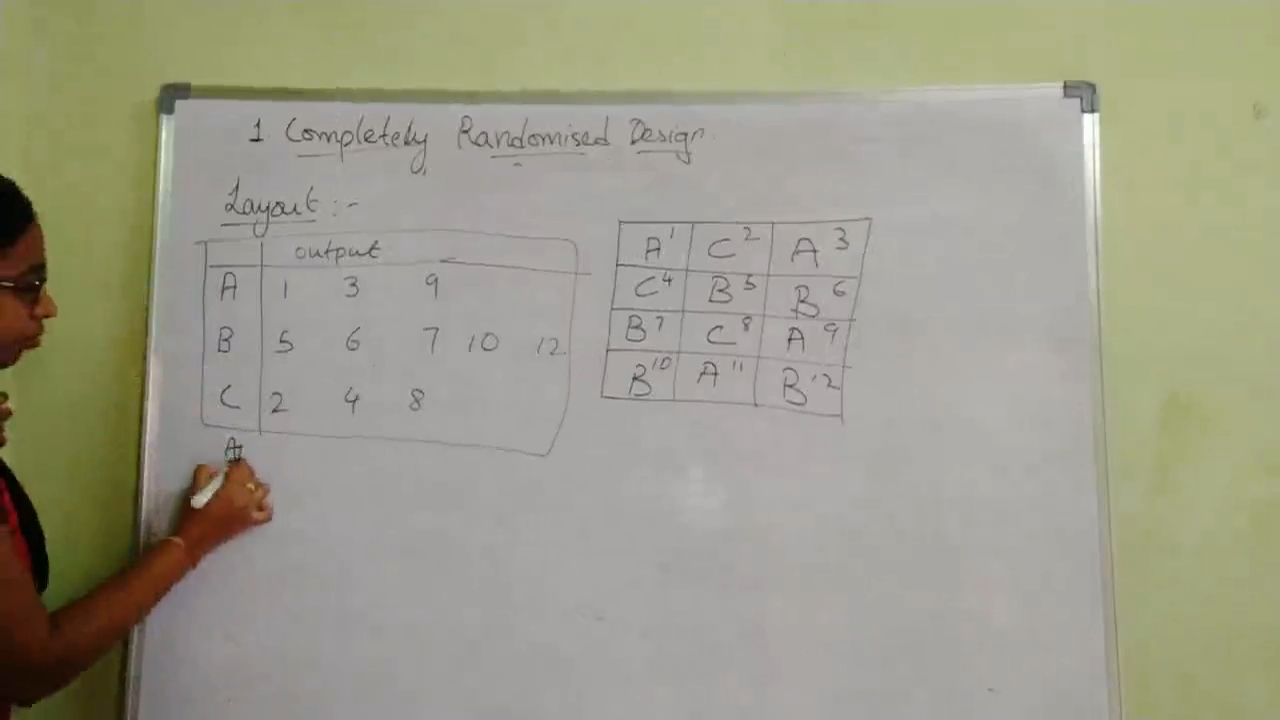 1. Completely Randomised Design.
Layout :-
output
A 1 3 9
B 5 6 7 10 12
C 2 4 8
A
A1 C2 A3
C4 B5 B6
B7 C8 A9
B10 A11 B12